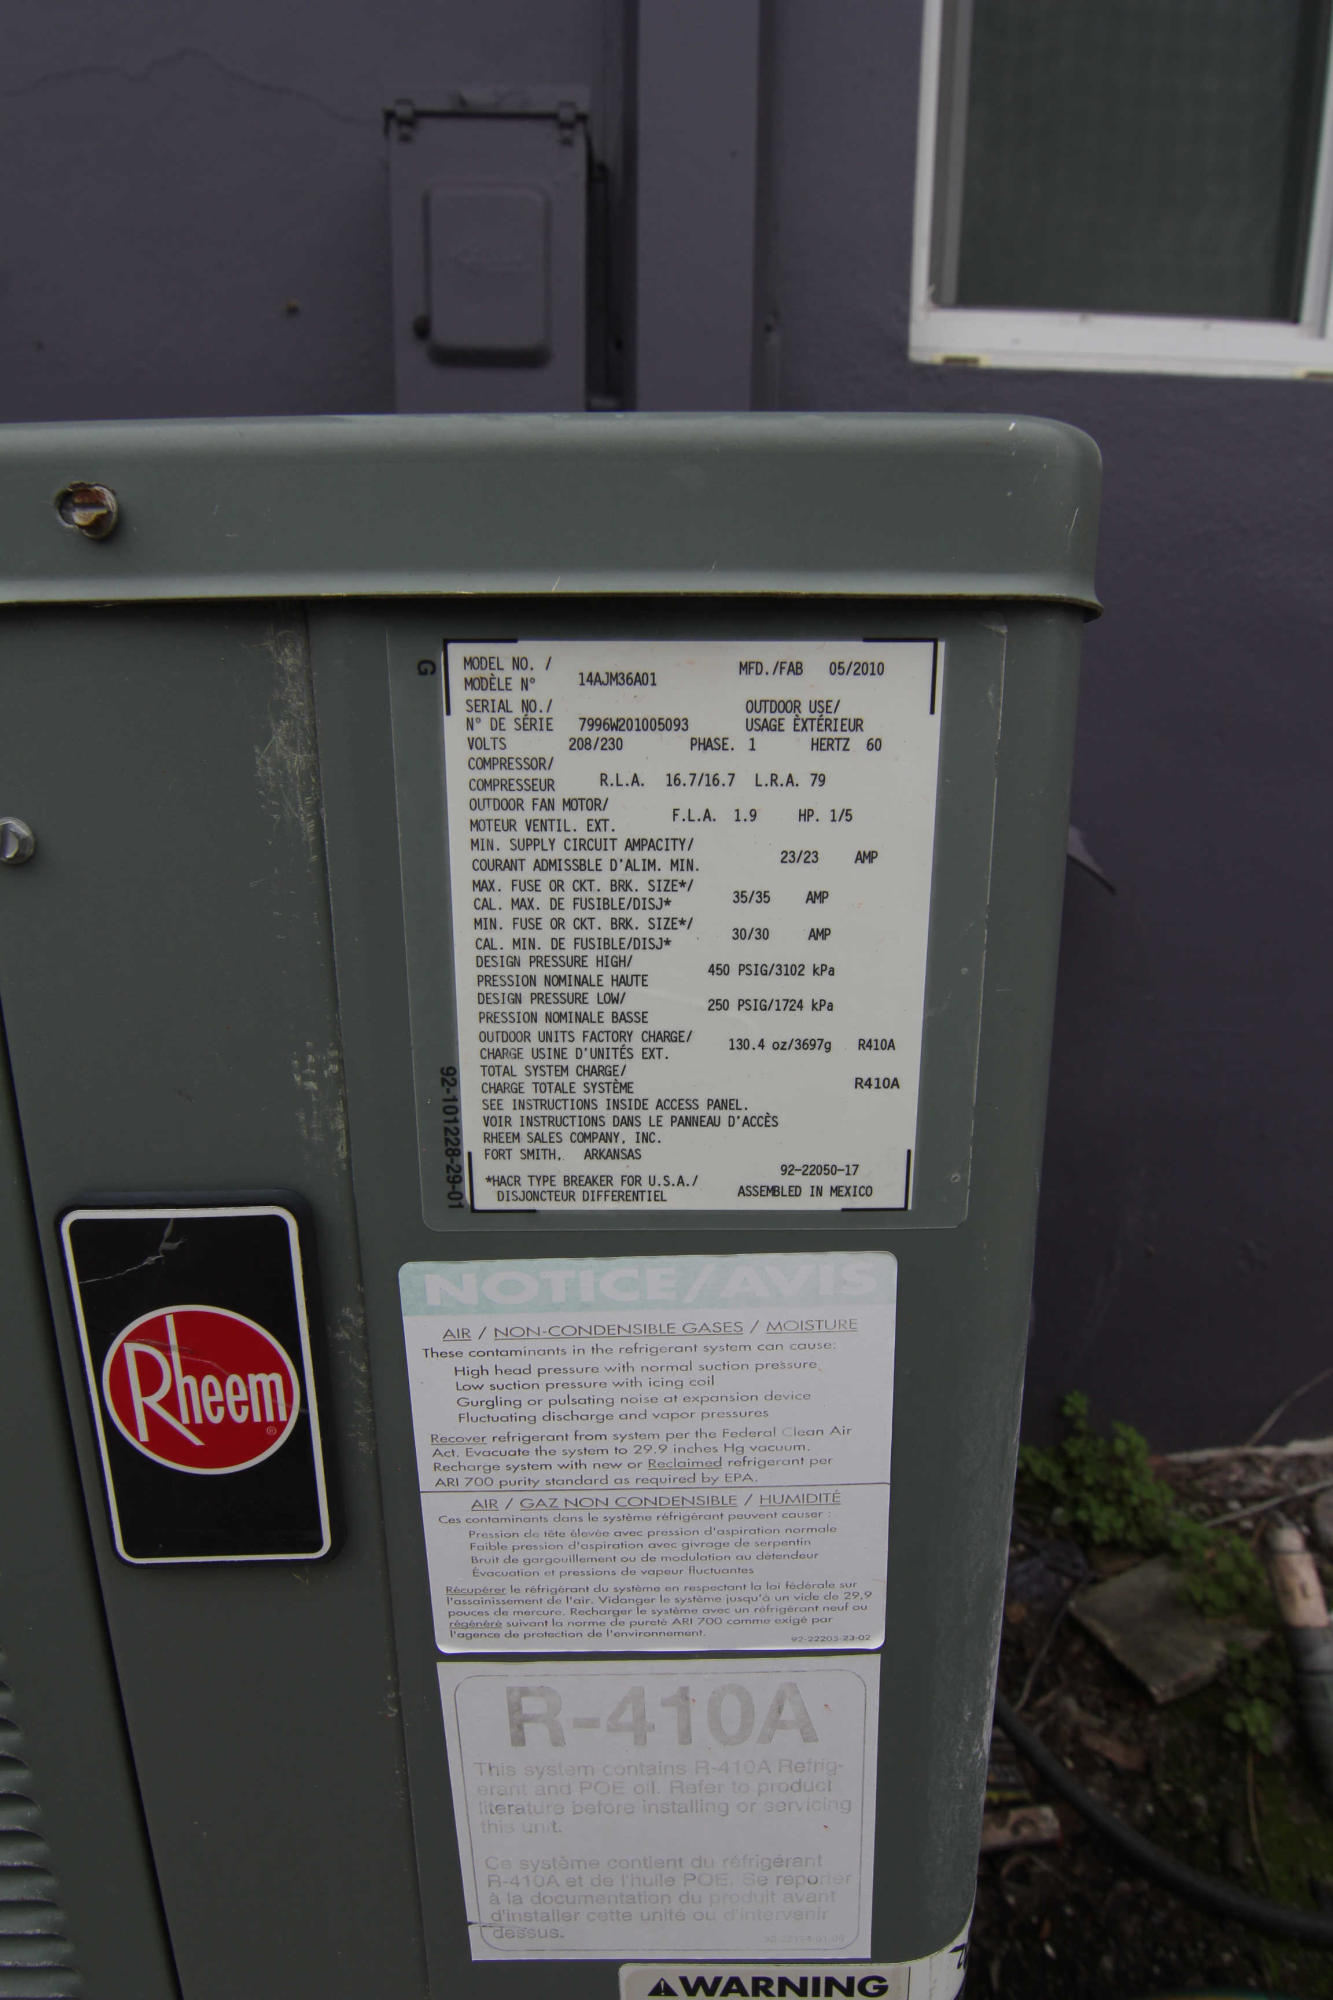 G
MODEL NO. /
MODÈLE N° 14AJM36A01 MFD./FAB 05/2010
SERIAL NO./ OUTDOOR USE/
N° DE SÉRIE 7996W201005093 USAGE ÈXTÉRIEUR
VOLTS 208/230 PHASE. 1 HERTZ 60
COMPRESSOR/
COMPRESSEUR R.L.A. 16.7/16.7 L.R.A. 79
OUTDOOR FAN MOTOR/
MOTEUR VENTIL. EXT. F.L.A. 1.9 HP. 1/5
MIN. SUPPLY CIRCUIT AMPACITY/
COURANT ADMISSBLE D'ALIM. MIN. 23/23 AMP
MAX. FUSE OR CKT. BRK. SIZE*/
CAL. MAX. DE FUSIBLE/DISJ* 35/35 AMP
MIN. FUSE OR CKT. BRK. SIZE*/
CAL. MIN. DE FUSIBLE/DISJ* 30/30 AMP
DESIGN PRESSURE HIGH/
PRESSION NOMINALE HAUTE 450 PSIG/3102 kPa
DESIGN PRESSURE LOW/
PRESSION NOMINALE BASSE 250 PSIG/1724 kPa
OUTDOOR UNITS FACTORY CHARGE/
CHARGE USINE D'UNITÉS EXT. 130.4 oz/3697g R410A
TOTAL SYSTEM CHARGE/
CHARGE TOTALE SYSTÈME R410A
SEE INSTRUCTIONS INSIDE ACCESS PANEL.
VOIR INSTRUCTIONS DANS LE PANNEAU D'ACCÈS
RHEEM SALES COMPANY, INC.
FORT SMITH, ARKANSAS
92-22050-17
*HACR TYPE BREAKER FOR U.S.A./
DISJONCTEUR DIFFERENTIEL ASSEMBLED IN MEXICO
92-101228-29-01
Rheem®
NOTICE/AVIS
AIR / NON-CONDENSIBLE GASES / MOISTURE
These contaminants in the refrigerant system can cause:
High head pressure with normal suction pressure
Low suction pressure with icing coil
Gurgling or pulsating noise at expansion device
Fluctuating discharge and vapor pressures
Recover refrigerant from system per the Federal Clean Air
Act. Evacuate the system to 29.9 inches Hg vacuum.
Recharge system with new or Reclaimed refrigerant per
ARI 700 purity standard as required by EPA.
AIR / GAZ NON CONDENSIBLE / HUMIDITÉ
Ces contaminants dans le système réfrigérant peuvent causer :
Pression de tête élevée avec pression d'aspiration normale
Faible pression d'aspiration avec givrage de serpentin
Bruit de gargouillement ou de modulation au détendeur
Évacuation et pressions de vapeur fluctuantes
Récupérer le réfrigérant du système en respectant la loi fédérale sur
l'assainissement de l'air. Vidanger le système jusqu'à un vide de 29,9
pouces de mercure. Recharger le système avec un réfrigérant neuf ou
régénéré suivant la norme de pureté ARI 700 comme exigé par
l'agence de protection de l'environnement.
92-22205-23-02
R-410A
This system contains R-410A Refrig-
erant and POE oil. Refer to product
literature before installing or servicing
this unit.
Ce système contient du réfrigérant
R-410A et de l'huile POE. Se reporter
à la documentation du produit avant
d'installer cette unité ou d'intervenir
dessus.
WARNING